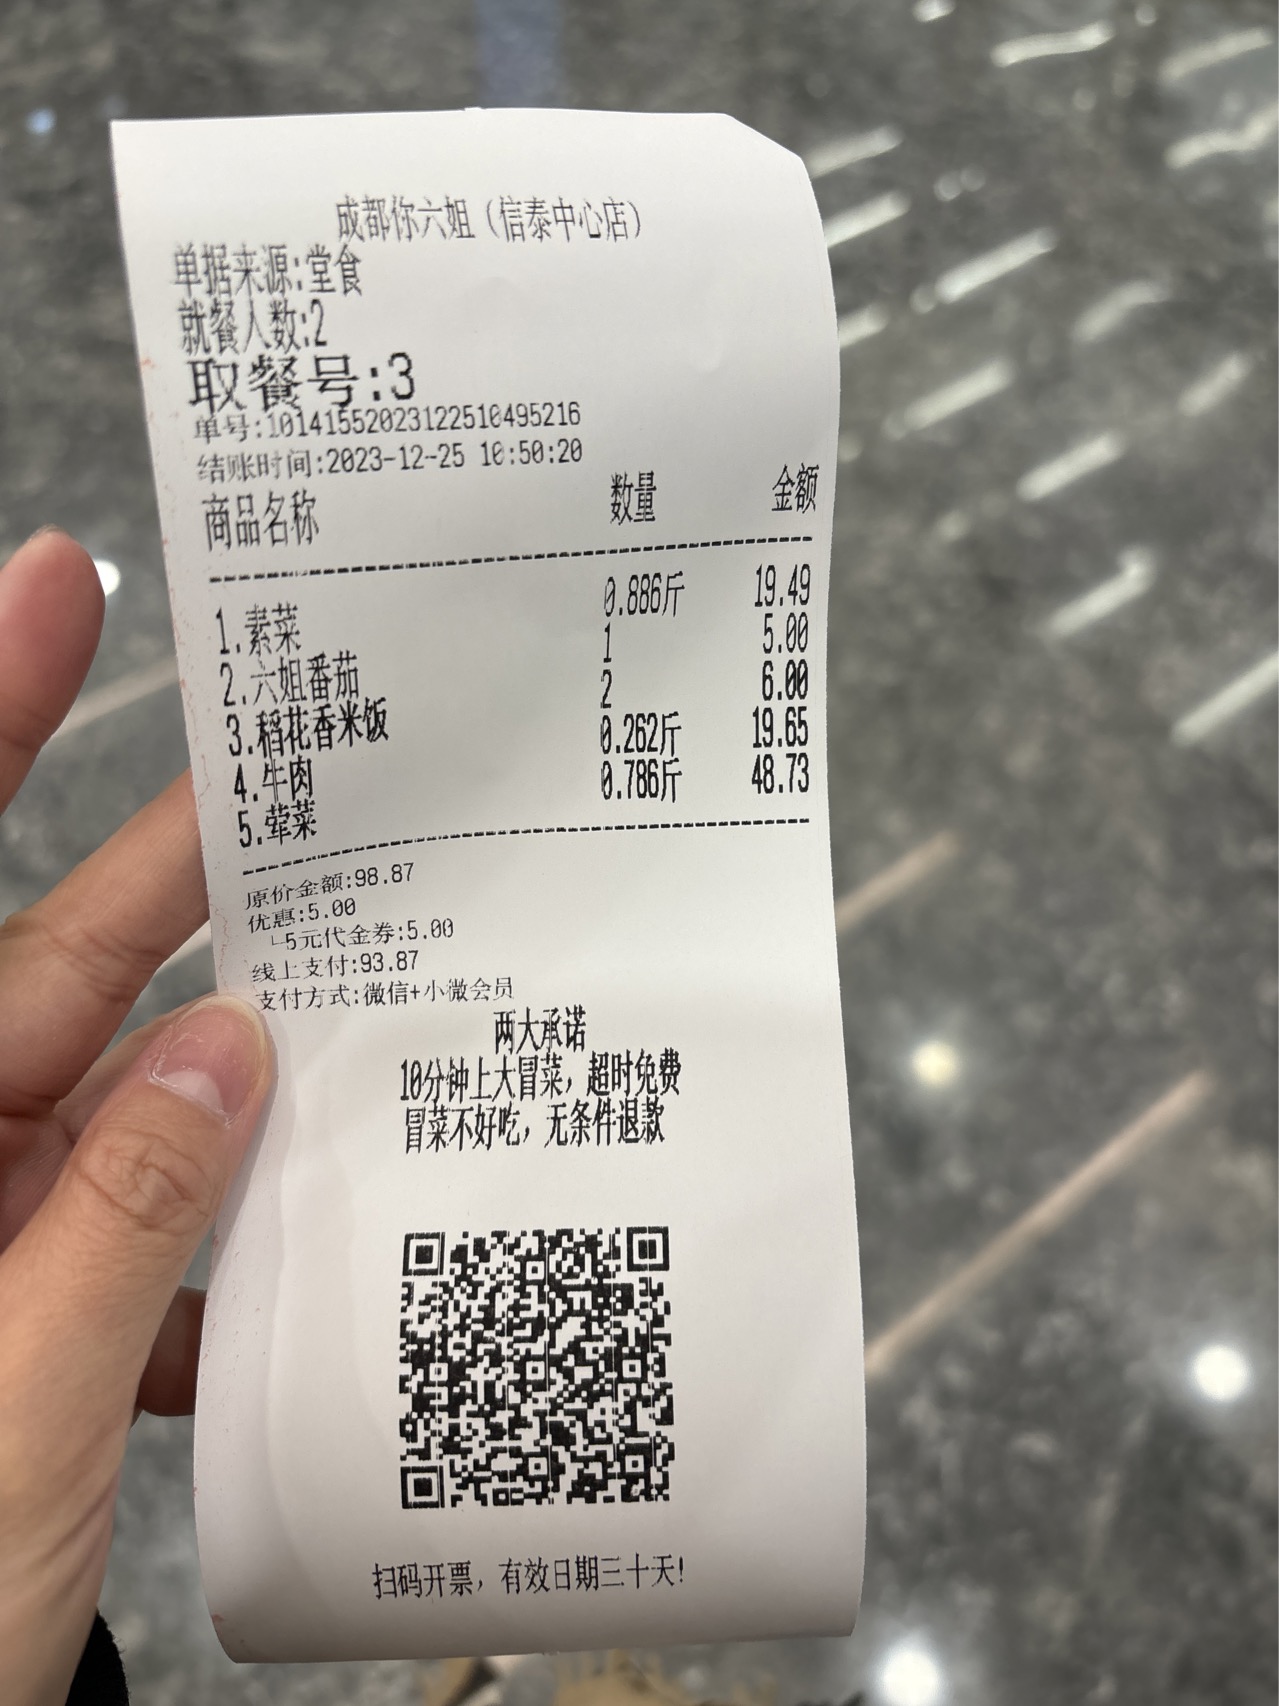 成都你六姐（信泰中心店）
单据来源:堂食
就餐人数:2
取餐号:3
单号:10141552023122510495216
结账时间:2023-12-25 10:50:20
商品名称 数量 金额
1.素菜 0.886斤 19.49
2.六姐番茄 1 5.00
3.稻花香米饭 2 6.00
4.牛肉 0.262斤 19.65
5.荤菜 0.786斤 48.73
原价金额:98.87
优惠:5.00
└5元代金券:5.00
线上支付:93.87
支付方式:微信+小微会员
两大承诺
10分钟上大冒菜，超时免费
冒菜不好吃，无条件退款
扫码开票，有效日期三十天!